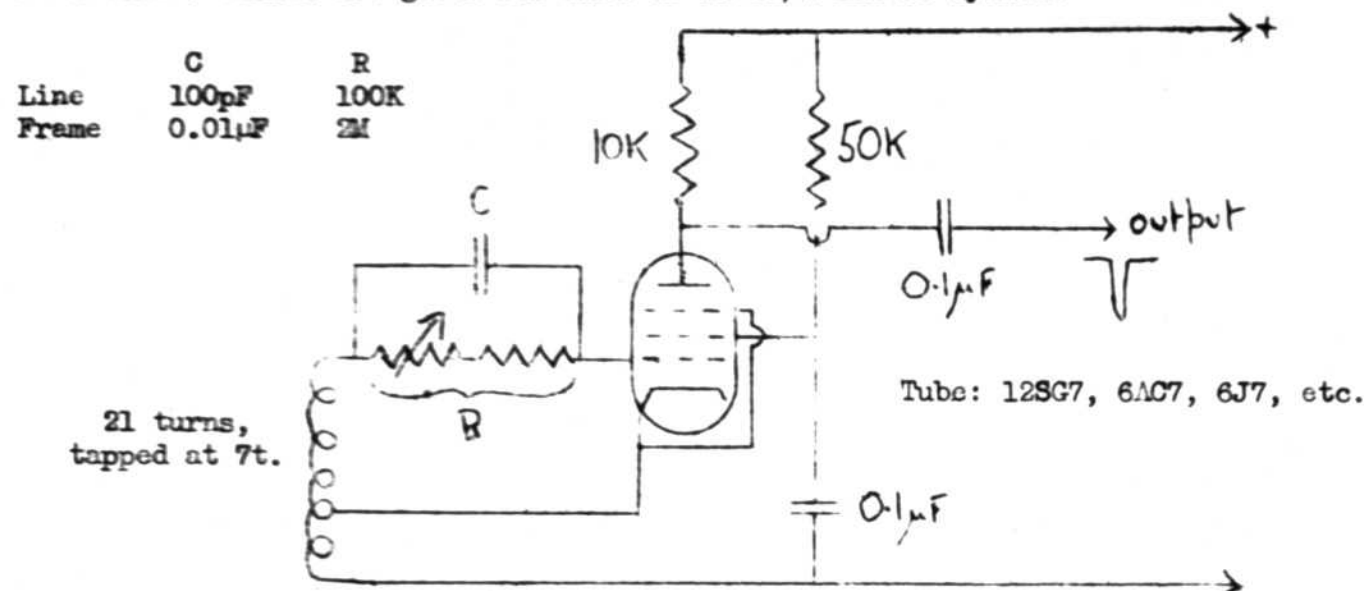 C R
Line 100pF 100K
Frame 0.01µF 2M
+
10K
50K
C
output
0.1µF
R
Tube: 12SG7, 6AC7, 6J7, etc.
21 turns,
tapped at 7t.
0.1µF